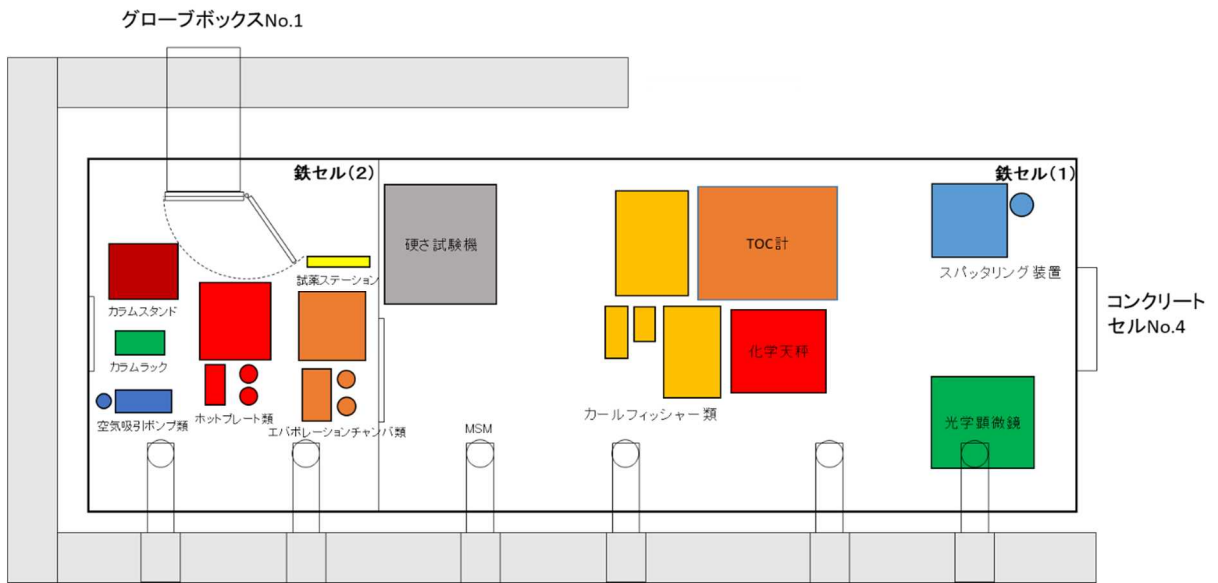 グローブボックスNo.1
鉄セル(2)
鉄セル(1)
硬さ試験機
TOC計
スパッタリング装置
試薬ステーション
カラムスタンド
コンクリート
セルNo.4
化学天秤
カラムラック
カールフィッシャー類
光学顕微鏡
ホットプレート類
空気吸引ポンプ類
エバポレーションチャンバ類
MSM